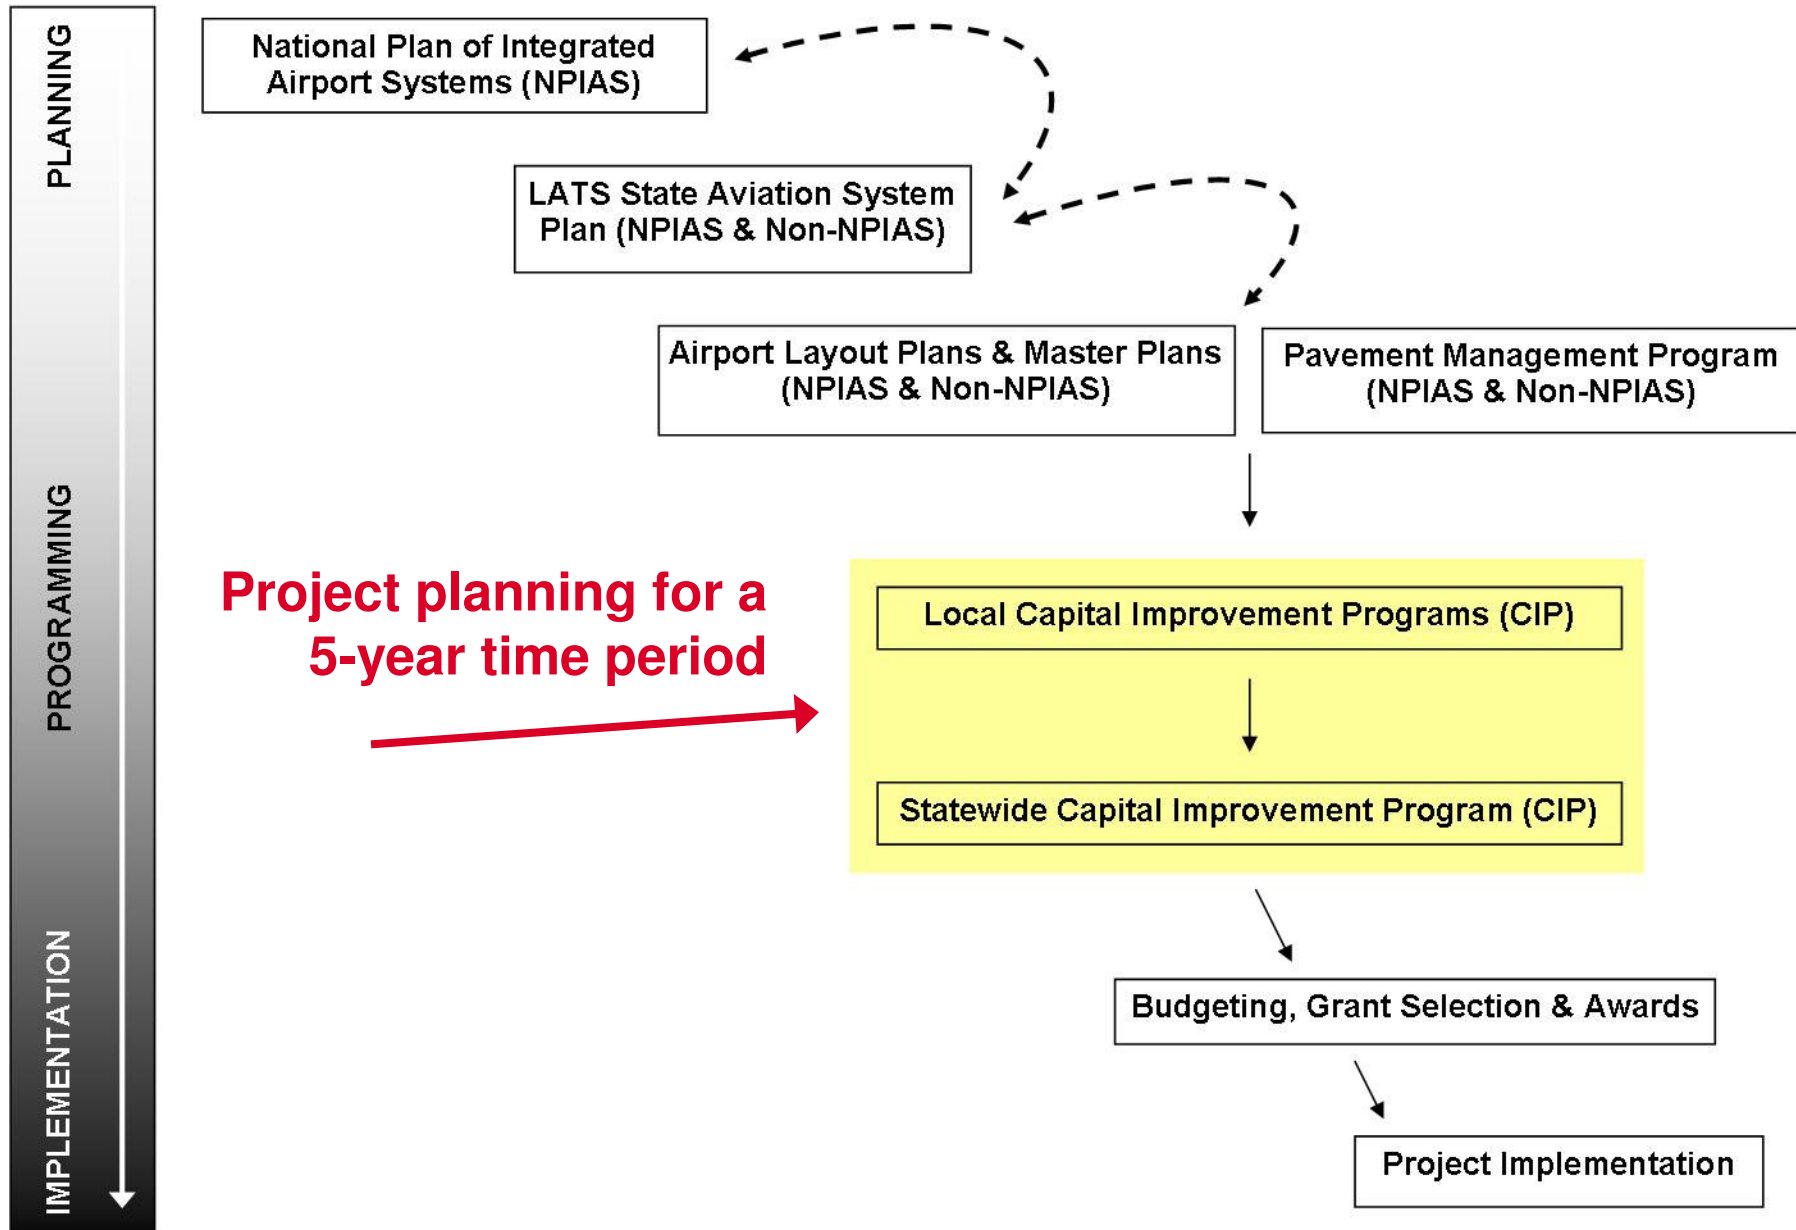 PLANNING
National Plan of Integrated
Airport Systems (NPIAS)
LATS State Aviation System
Plan (NPIAS & Non-NPIAS)
Airport Layout Plans & Master Plans
(NPIAS & Non-NPIAS)
Pavement Management Program
(NPIAS & Non-NPIAS)
PROGRAMMING
Project planning for a
5-year time period
Local Capital Improvement Programs (CIP)
Statewide Capital Improvement Program (CIP)
IMPLEMENTATION
Budgeting, Grant Selection & Awards
Project Implementation